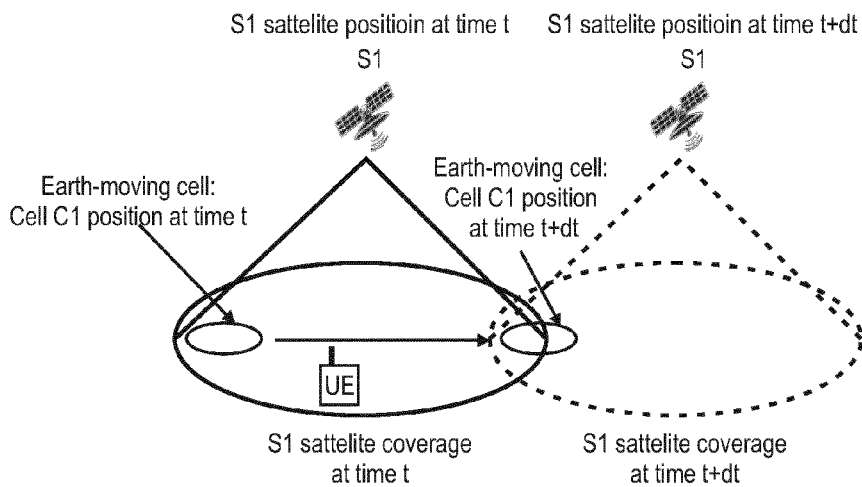 S1 sattelite positioin at time t
S1
S1 sattelite positioin at time t+dt
S1
Earth-moving cell:
Cell C1 position at time t
Earth-moving cell:
Cell C1 position
at time t+dt
UE
S1 sattelite coverage
at time t
S1 sattelite coverage
at time t+dt